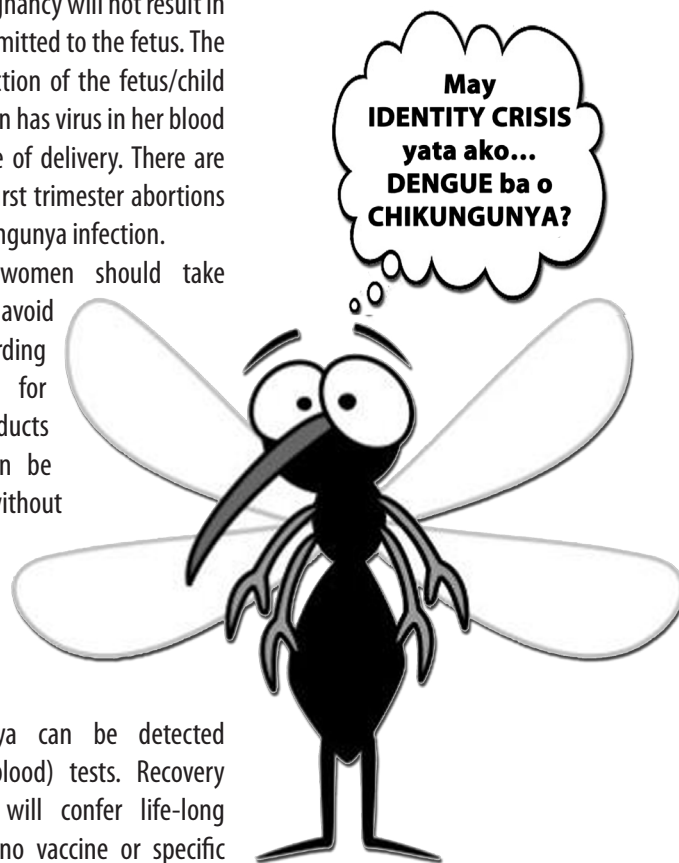 gnancy will not result in
mitted to the fetus. The
ction of the fetus/child
n has virus in her blood
e of delivery. There are
irst trimester abortions
ngunya infection.
women should take
avoid
rding
for
ducts
n be
without
ya can be detected
blood) tests. Recovery
will confer life-long
no vaccine or specific
May
IDENTITY CRISIS
yata ako...
DENGUE ba o
CHIKUNGUNYA?